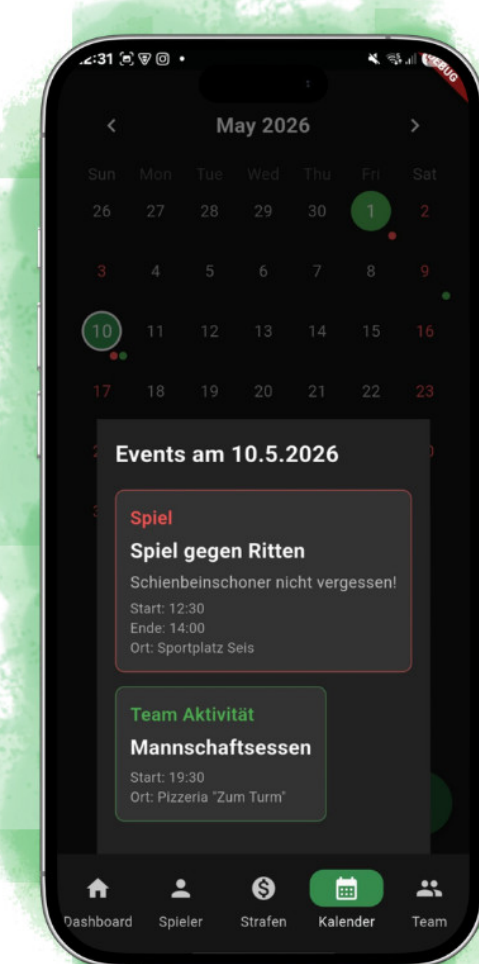 2:31
May 2026
Sun Mon Tue Wed Thu Fri Sat
26 27 28 29 30 1 2
3 4 5 6 7 8 9
10 11 12 13 14 15 16
17 18 19 20 21 22 23
Events am 10.5.2026
Spiel
Spiel gegen Ritten
Schienbeinschoner nicht vergessen!
Start: 12:30
Ende: 14:00
Ort: Sportplatz Seis
Team Aktivität
Mannschaftsessen
Start: 19:30
Ort: Pizzeria "Zum Turm"
Dashboard Spieler Strafen Kalender Team